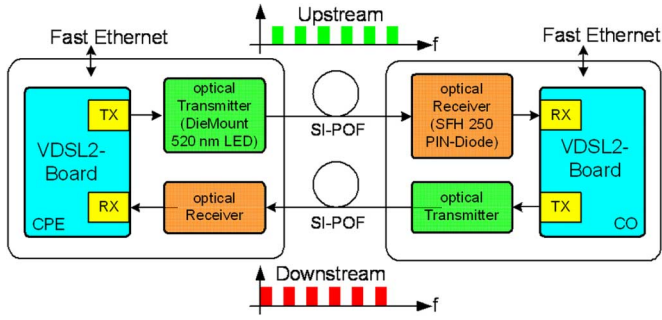 Upstream
f
Fast Ethernet
Fast Ethernet
TX
VDSL2-
Board
RX
CPE
optical
Transmitter
(DieMount
520 nm LED)
SI-POF
optical
Receiver
(SFH 250
PIN-Diode)
RX
VDSL2-
Board
TX
CO
optical
Receiver
SI-POF
optical
Transmitter
Downstream
f